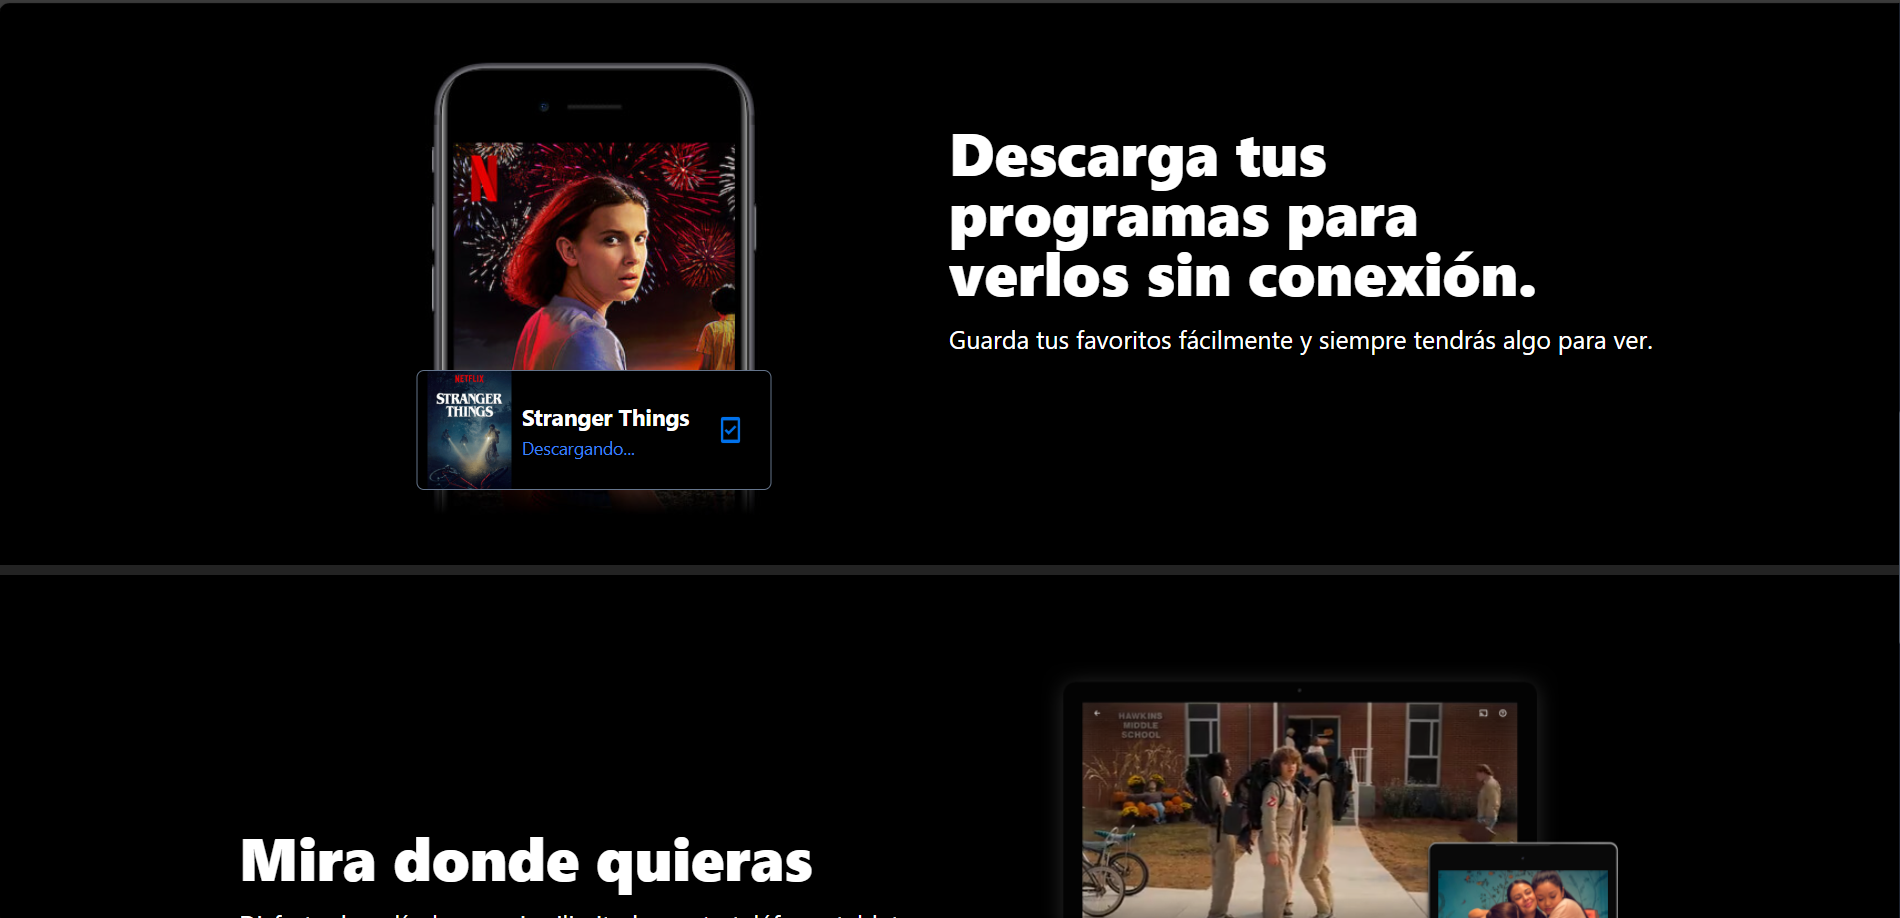 N
Descarga tus
programas para
verlos sin conexión.
Guarda tus favoritos fácilmente y siempre tendrás algo para ver.
NETFLIX
STRANGER
THINGS
Stranger Things
Descargando...
HAWKINS
MIDDLE
SCHOOL
Mira donde quieras